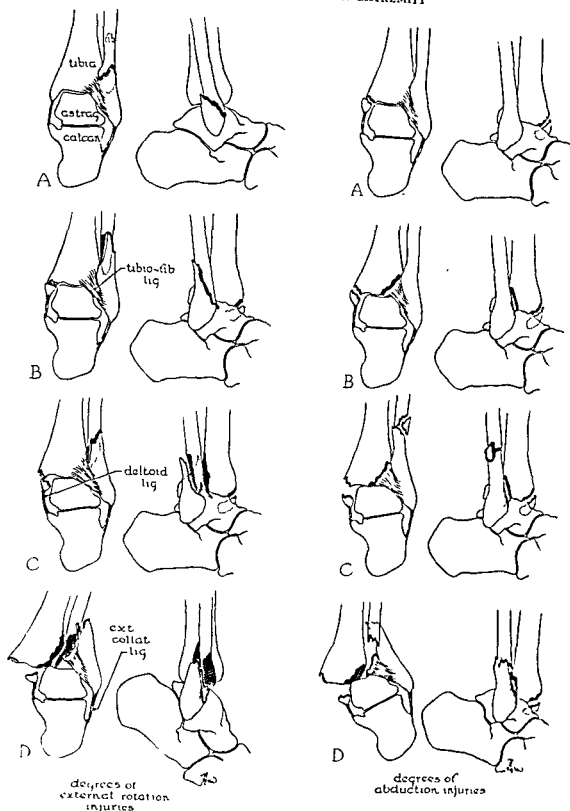 fib
tibia
astrag
calcan
A
A
tibio-fib
lig
B
B
deltoid
lig
C
C
ext
collat
lig
D
D
degrees of
external rotation
injuries
degrees of
abduction injuries